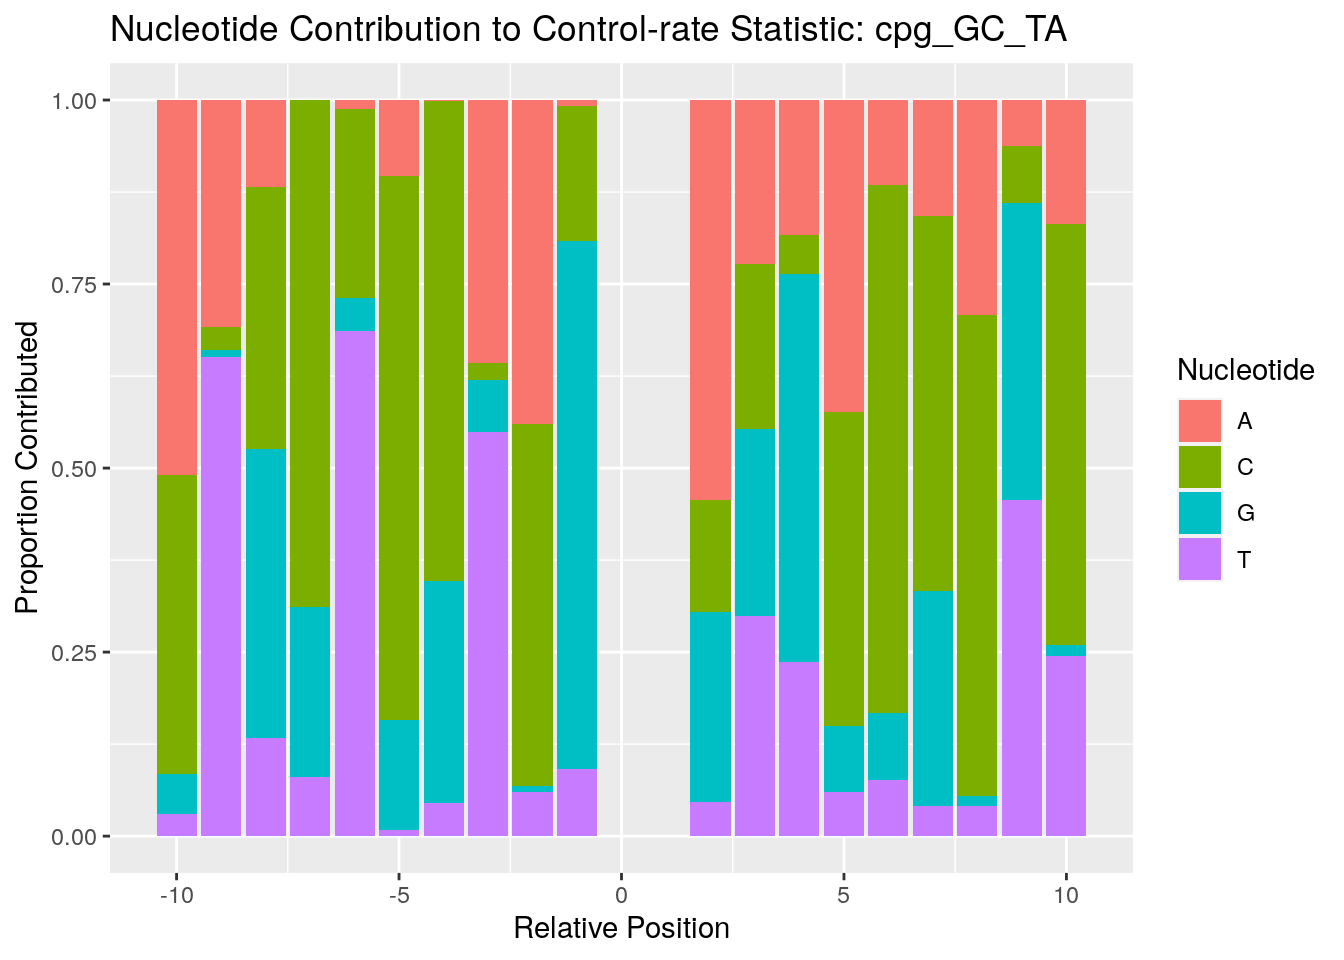 Nucleotide Contribution to Control-rate Statistic: cpg_GC_TA
1.00
0.75
0.50
0.25
0.00
Proportion Contributed
-10
-5
0
5
10
Relative Position
Nucleotide
A
C
G
T